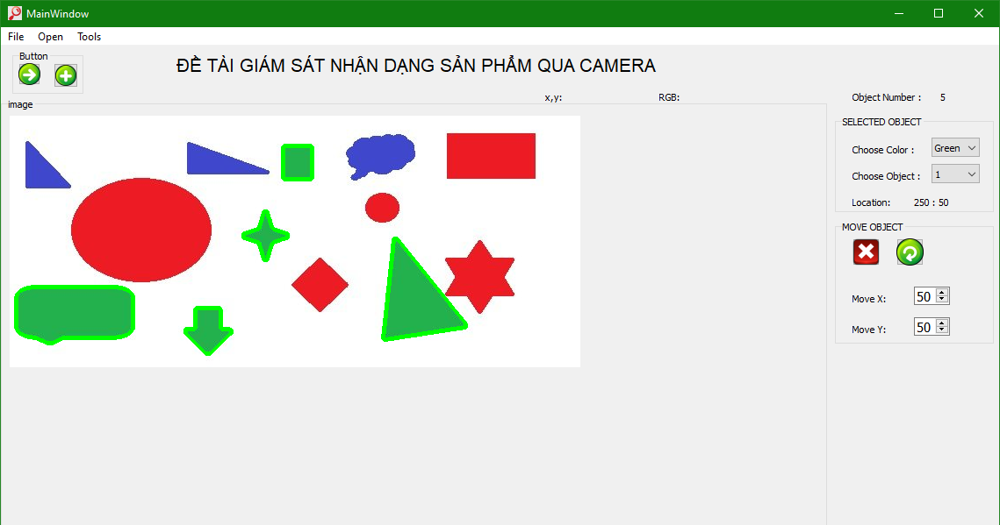 MainWindow
File Open Tools
Button
ĐỀ TÀI GIÁM SÁT NHẬN DẠNG SẢN PHẨM QUA CAMERA
x,y: RGB: Object Number : 5
image
SELECTED OBJECT
Choose Color : Green
Choose Object : 1
Location: 250 : 50
MOVE OBJECT
Move X: 50
Move Y: 50